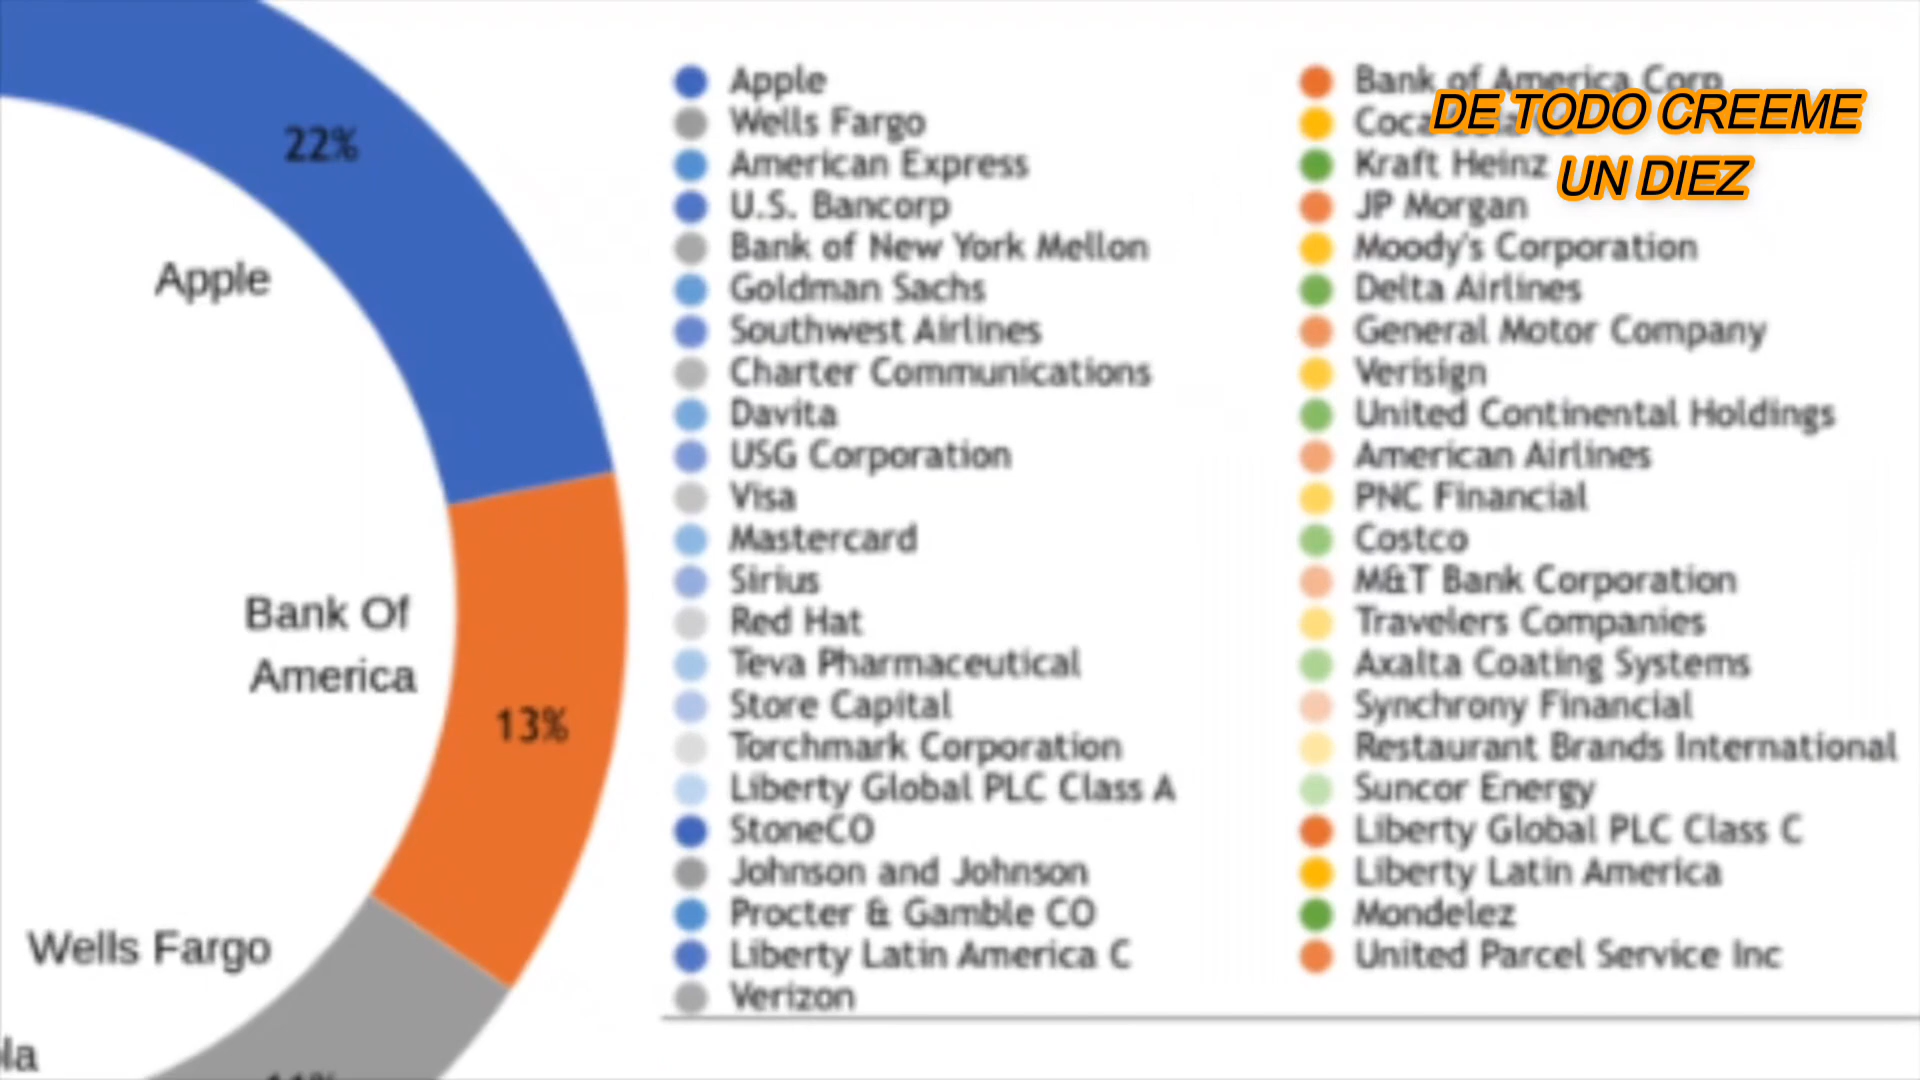 22%
Apple
Bank Of
America
13%
Wells Fargo
Apple
Wells Fargo
American Express
U.S. Bancorp
Bank of New York Mellon
Goldman Sachs
Southwest Airlines
Charter Communications
Davita
USG Corporation
Visa
Mastercard
Sirius
Red Hat
Teva Pharmaceutical
Store Capital
Torchmark Corporation
Liberty Global PLC Class A
StoneCO
Johnson and Johnson
Procter & Gamble CO
Liberty Latin America C
Verizon
Bank of America Corp
Kraft Heinz
JP Morgan
Moody's Corporation
Delta Airlines
General Motor Company
Verisign
United Continental Holdings
American Airlines
PNC Financial
Costco
M&T Bank Corporation
Travelers Companies
Axalta Coating Systems
Synchrony Financial
Restaurant Brands International
Suncor Energy
Liberty Global PLC Class C
Liberty Latin America
Mondelez
United Parcel Service Inc
DE TODO CREEME
UN DIEZ